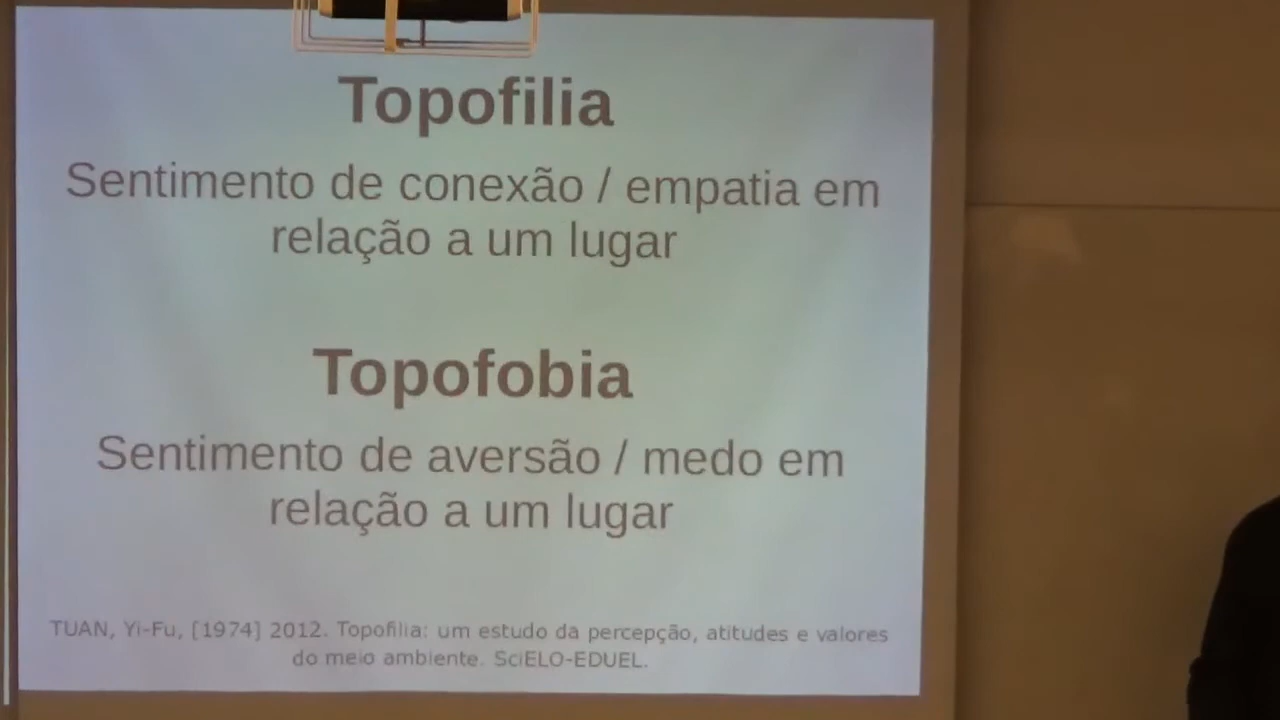 Topofilia
Sentimento de conexão / empatia em
relação a um lugar
Topofobia
Sentimento de aversão / medo em
relação a um lugar
TUAN, Yi-Fu, [1974] 2012. Topofilia: um estudo da percepção, atitudes e valores
do meio ambiente. SciELO-EDUEL.